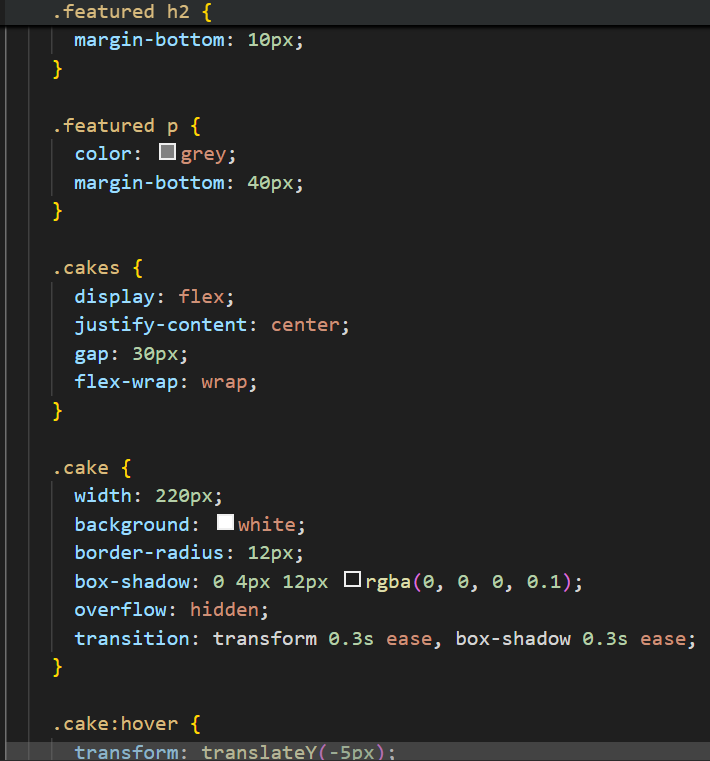 .featured h2 {
margin-bottom: 10px;
}
.featured p {
color: grey;
margin-bottom: 40px;
}
.cakes {
display: flex;
justify-content: center;
gap: 30px;
flex-wrap: wrap;
}
.cake {
width: 220px;
background: white;
border-radius: 12px;
box-shadow: 0 4px 12px rgba(0, 0, 0, 0.1);
overflow: hidden;
transition: transform 0.3s ease, box-shadow 0.3s ease;
}
.cake:hover {
transform: translateY(-5px);